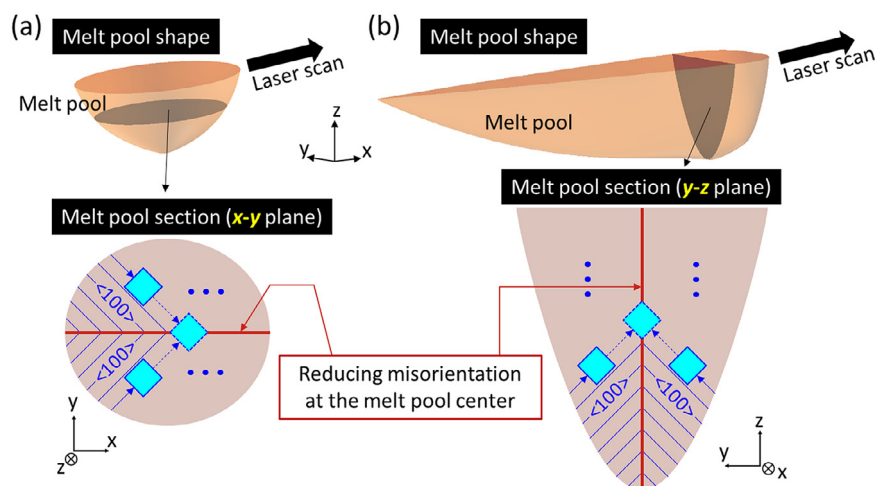 (a)
Melt pool shape
Laser scan
Melt pool
z
y
x
Melt pool section (x-y plane)
<100>
<100>
y
x
z
(b)
Melt pool shape
Laser scan
Melt pool
Melt pool section (y-z plane)
<100>
<100>
z
y
x
Reducing misorientation
at the melt pool center